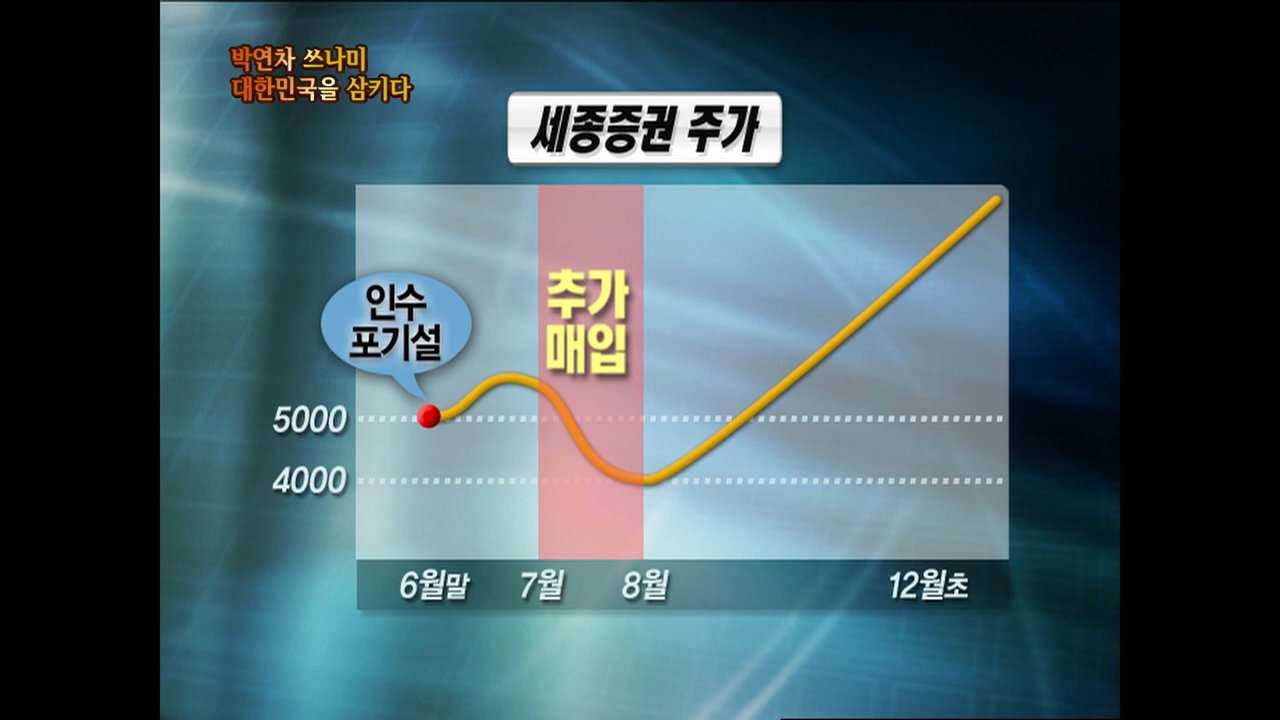 박연차 쓰나미
대한민국을 삼키다
세종증권 주가
인수
포기설
추가
매입
5000
4000
6월말 7월 8월 12월초